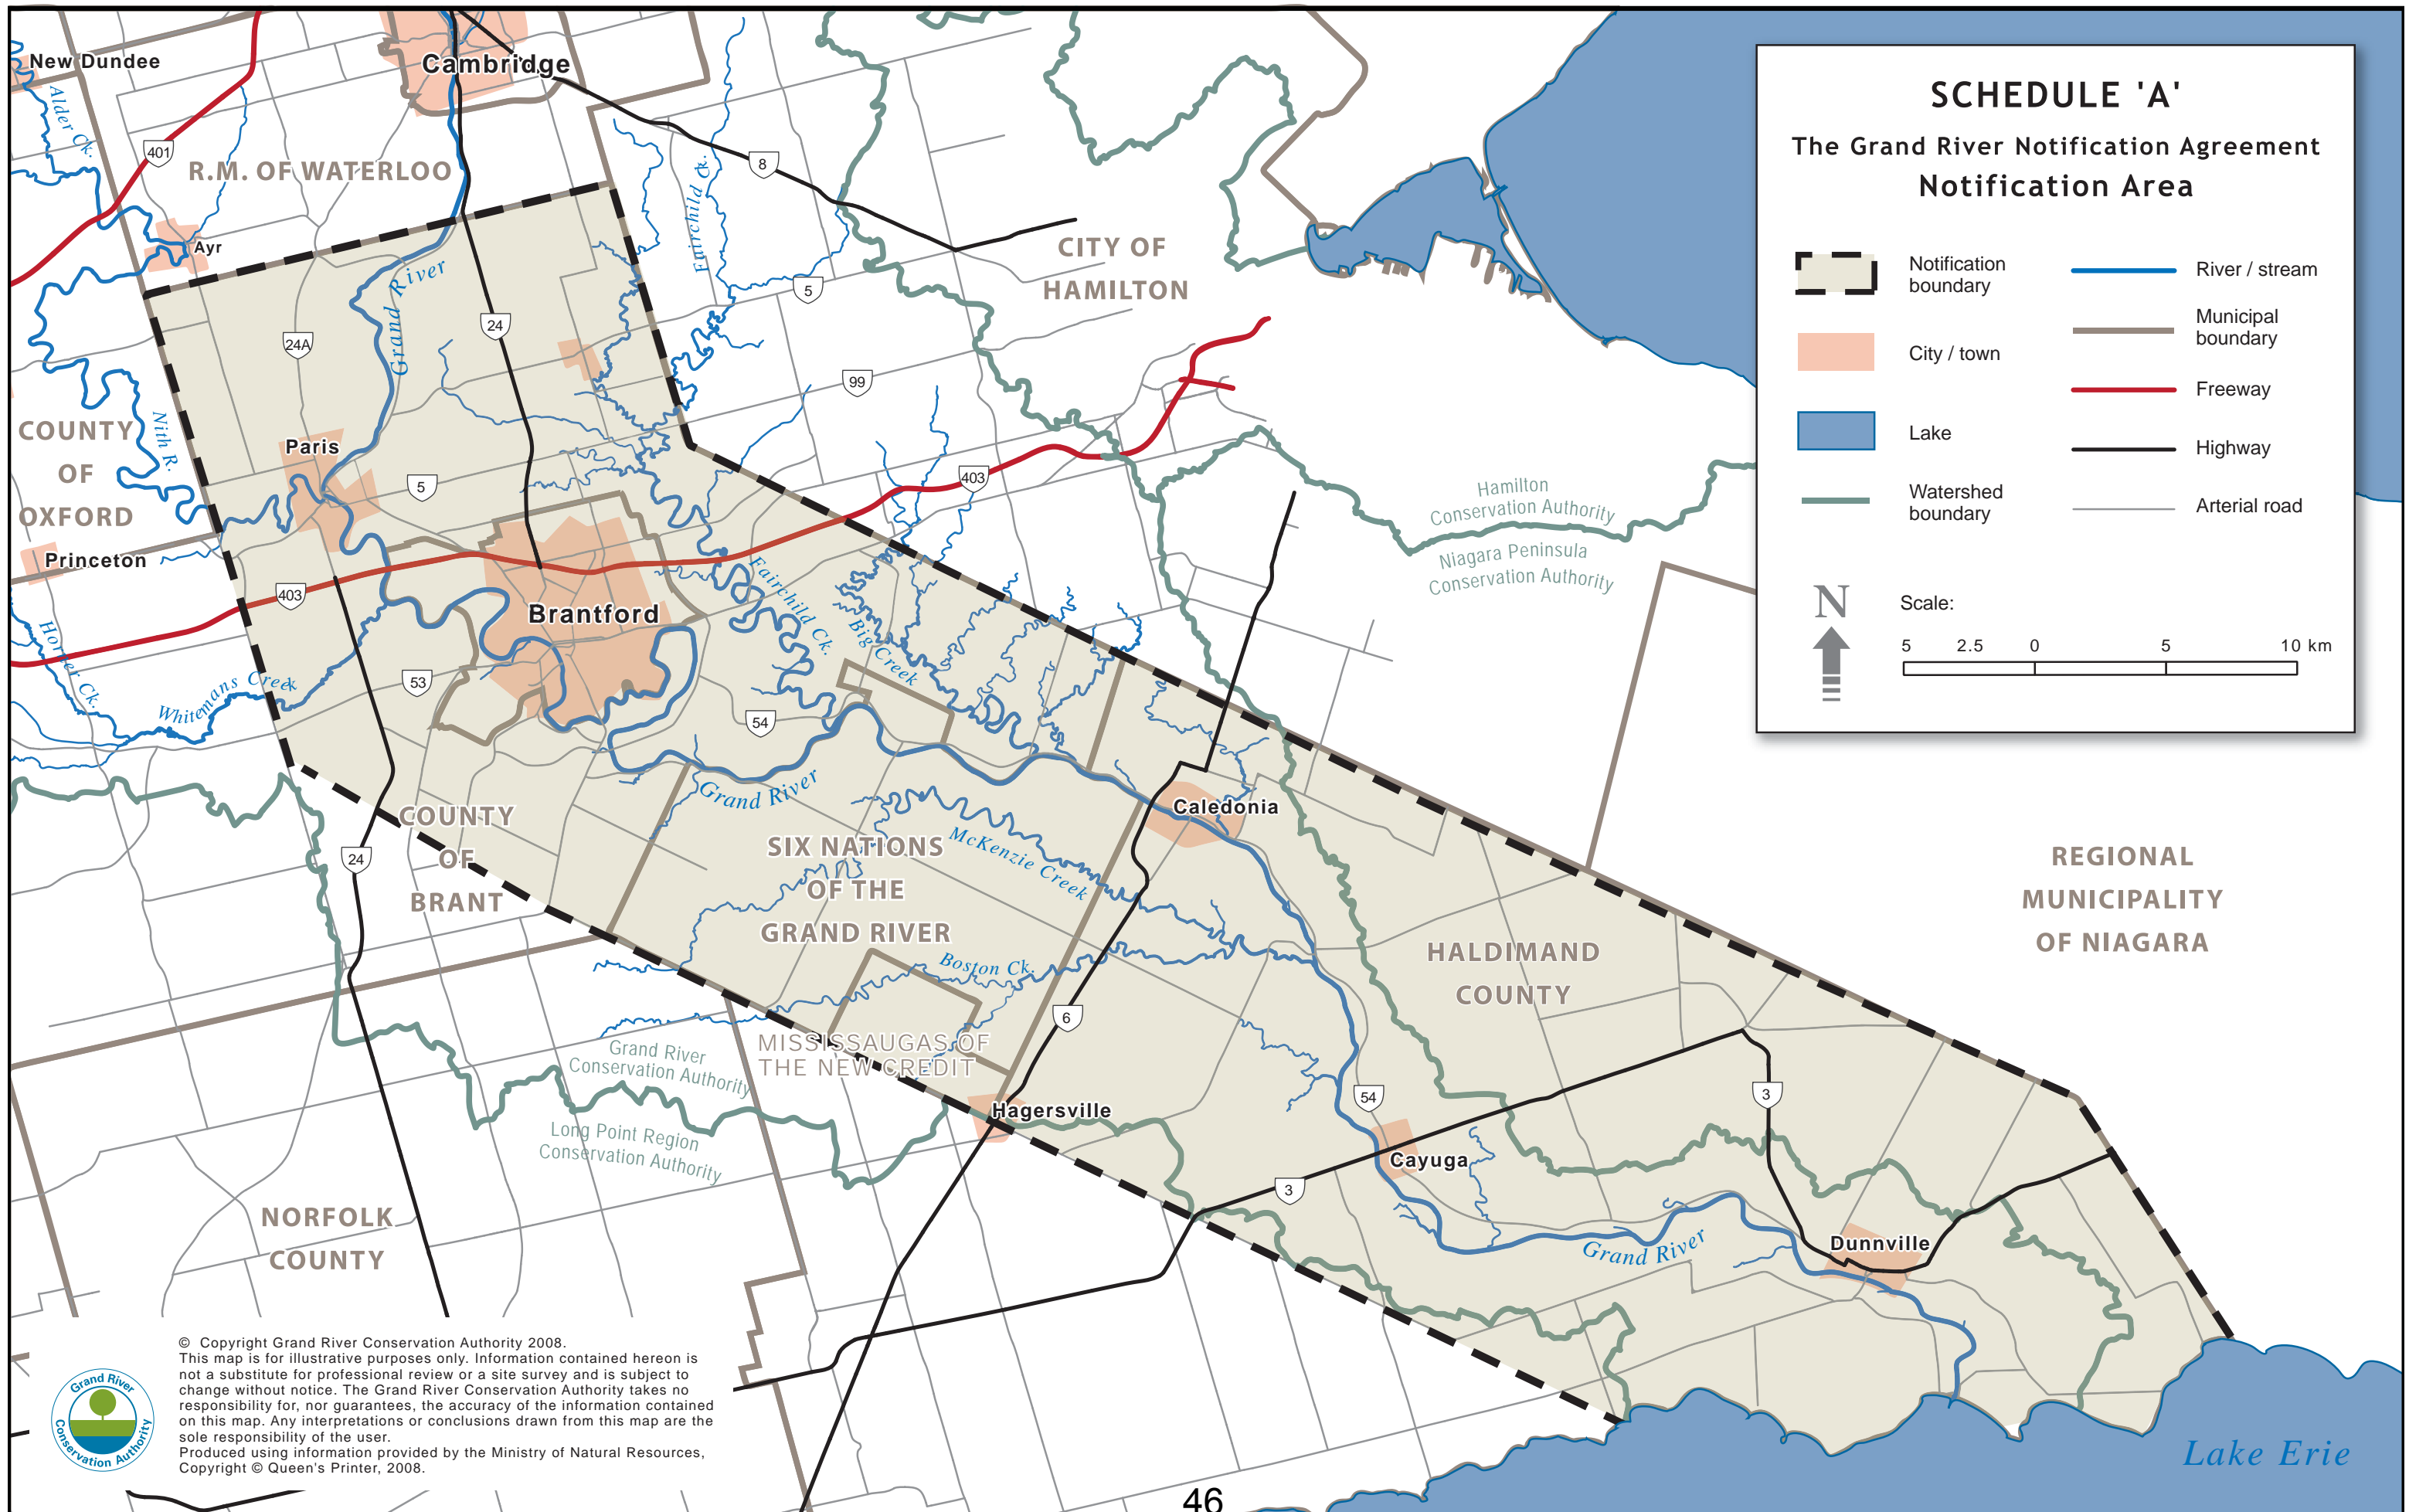 New Dundee
Cambridge
Alder Ck.
401
R.M. OF WATERLOO
8
Fairchild Ck.
Ayr
CITY OF
HAMILTON
5
Grand River
24
24A
99
COUNTY
OF
OXFORD
Nith R.
Paris
5
403
Princeton
403
Brantford
Fairchild Ck.
Big Creek
Horner Ck.
Whitemans Creek
53
54
Grand River
Caledonia
COUNTY
OF
BRANT
24
SIX NATIONS
OF THE
GRAND RIVER
McKenzie Creek
Boston Ck.
6
MISSISSAUGAS OF
THE NEW CREDIT
HALDIMAND
COUNTY
REGIONAL
MUNICIPALITY
OF NIAGARA
Hamilton
Conservation Authority
Niagara Peninsula
Conservation Authority
Grand River
Conservation Authority
Long Point Region
Conservation Authority
Hagersville
54
3
Cayuga
3
Grand River
Dunnville
NORFOLK
COUNTY
Lake Erie
SCHEDULE 'A'
The Grand River Notification Agreement
Notification Area
Notification
boundary
City / town
Lake
Watershed
boundary
River / stream
Municipal
boundary
Freeway
Highway
Arterial road
N
Scale:
5 2.5 0 5 10 km
Grand River
Conservation Authority
© Copyright Grand River Conservation Authority 2008.
This map is for illustrative purposes only. Information contained hereon is
not a substitute for professional review or a site survey and is subject to
change without notice. The Grand River Conservation Authority takes no
responsibility for, nor guarantees, the accuracy of the information contained
on this map. Any interpretations or conclusions drawn from this map are the
sole responsibility of the user.
Produced using information provided by the Ministry of Natural Resources,
Copyright © Queen's Printer, 2008.
46